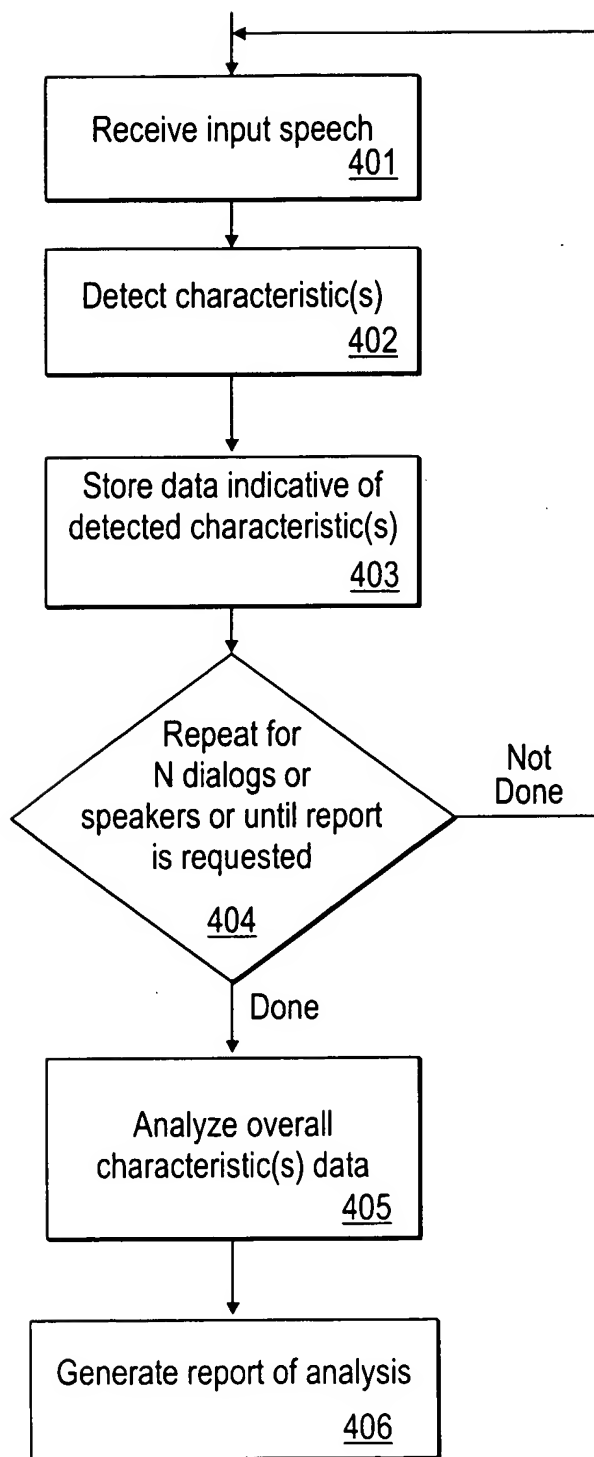 Receive input speech
401
Detect characteristic(s)
402
Store data indicative of
detected characteristic(s)
403
Repeat for
N dialogs or
speakers or until report
is requested
404
Not
Done
Done
Analyze overall
characteristic(s) data
405
Generate report of analysis
406